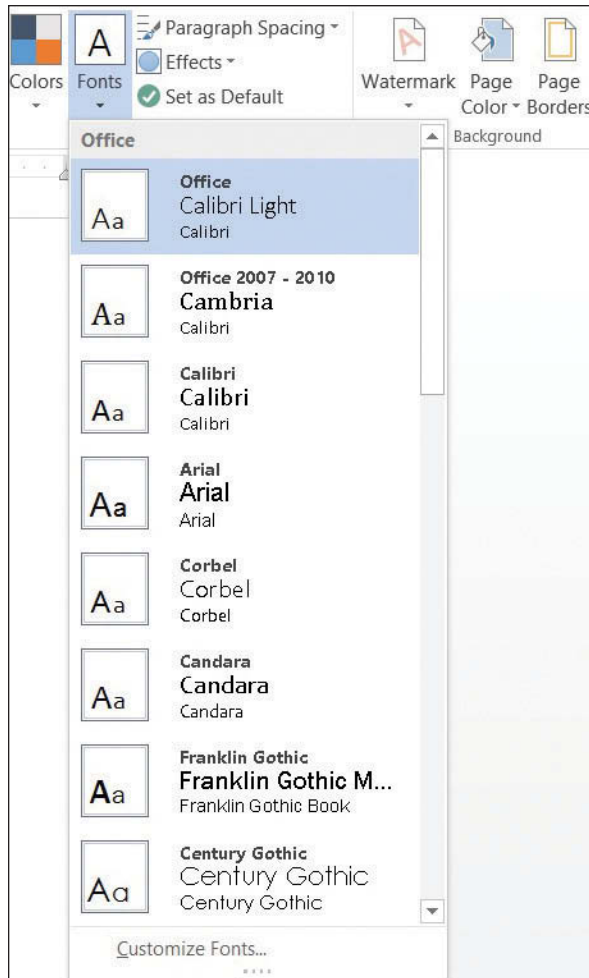 Colors
A
Fonts
Paragraph Spacing
Effects
Set as Default
A
Watermark
Page
Color
Page
Borders
Background
Office
Aa
Office
Calibri Light
Calibri
Aa
Office 2007 - 2010
Cambria
Calibri
Aa
Calibri
Calibri
Calibri
Aa
Arial
Arial
Arial
Aa
Corbel
Corbel
Corbel
Aa
Candara
Candara
Candara
Aa
Franklin Gothic
Franklin Gothic M...
Franklin Gothic Book
Aa
Century Gothic
Century Gothic
Century Gothic
Customize Fonts...